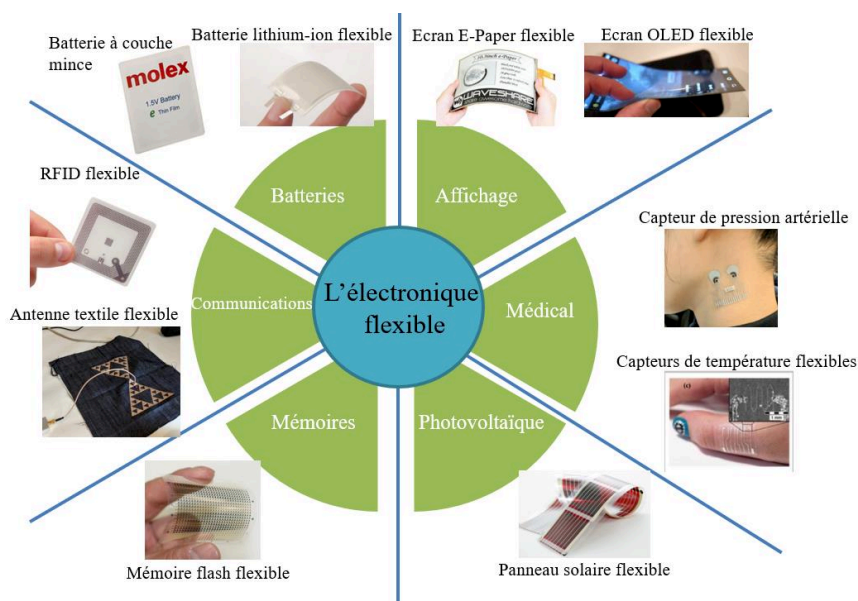 Batterie à couche
mince
Batterie lithium-ion flexible
Ecran E-Paper flexible
Ecran OLED flexible
molex
1.5V Battery
e Thin Film
WAVESHARE
RFID flexible
Batteries
Affichage
Capteur de pression artérielle
Communications
L’électronique
flexible
Médical
Antenne textile flexible
Capteurs de température flexibles
Mémoires
Photovoltaïque
Mémoire flash flexible
Panneau solaire flexible